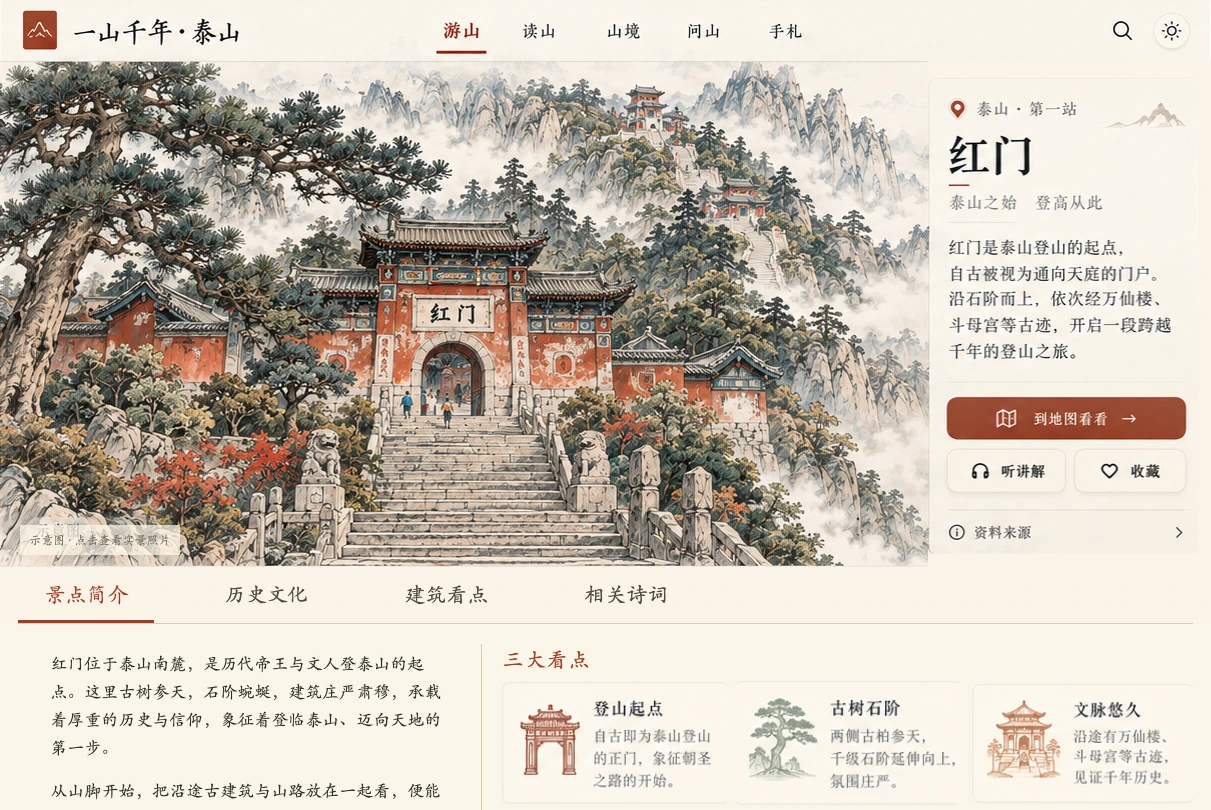 一山千年·泰山
游山
读山
山境
问山
手札
红门
示意图·点击查看实景照片
泰山·第一站
红门
泰山之始 登高从此
红门是泰山登山的起点，
自古被视为通向天庭的门户。
沿石阶而上，依次经万仙楼、
斗母宫等古迹，开启一段跨越
千年的登山之旅。
到地图看看 →
听讲解
收藏
资料来源
景点简介
历史文化
建筑看点
相关诗词
红门位于泰山南麓，是历代帝王与文人登泰山的起
点。这里古树参天，石阶蜿蜒，建筑庄严肃穆，承载
着厚重的历史与信仰，象征着登临泰山、迈向天地的
第一步。
从山脚开始，把沿途古建筑与山路放在一起看，便能
三大看点
登山起点
自古即为泰山登山
的正门，象征朝圣
之路的开始。
古树石阶
两侧古柏参天，
千级石阶延伸向上，
氛围庄严。
文脉悠久
沿途有万仙楼、
斗母宫等古迹，
见证千年历史。